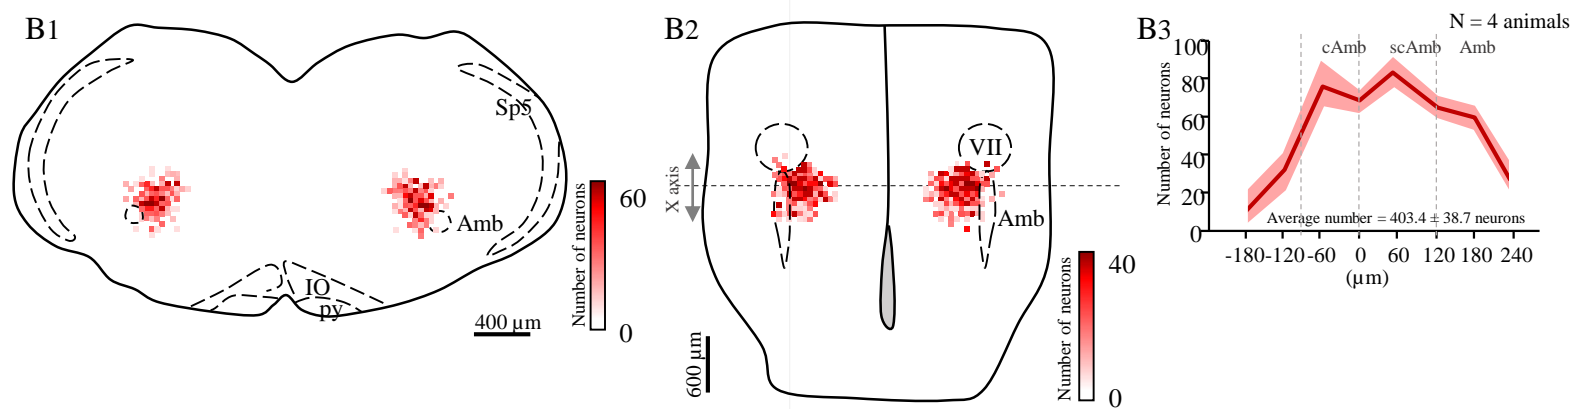 B1
Sp5
Amb
IO
py
400 µm
Number of neurons
60
0
B2
VII
X axis
Amb
600 µm
Number of neurons
40
0
B3
N = 4 animals
cAmb scAmb Amb
Number of neurons
100
80
60
40
20
0
Average number = 403.4 ± 38.7 neurons
-180 -120 -60 0 60 120 180 240
(µm)